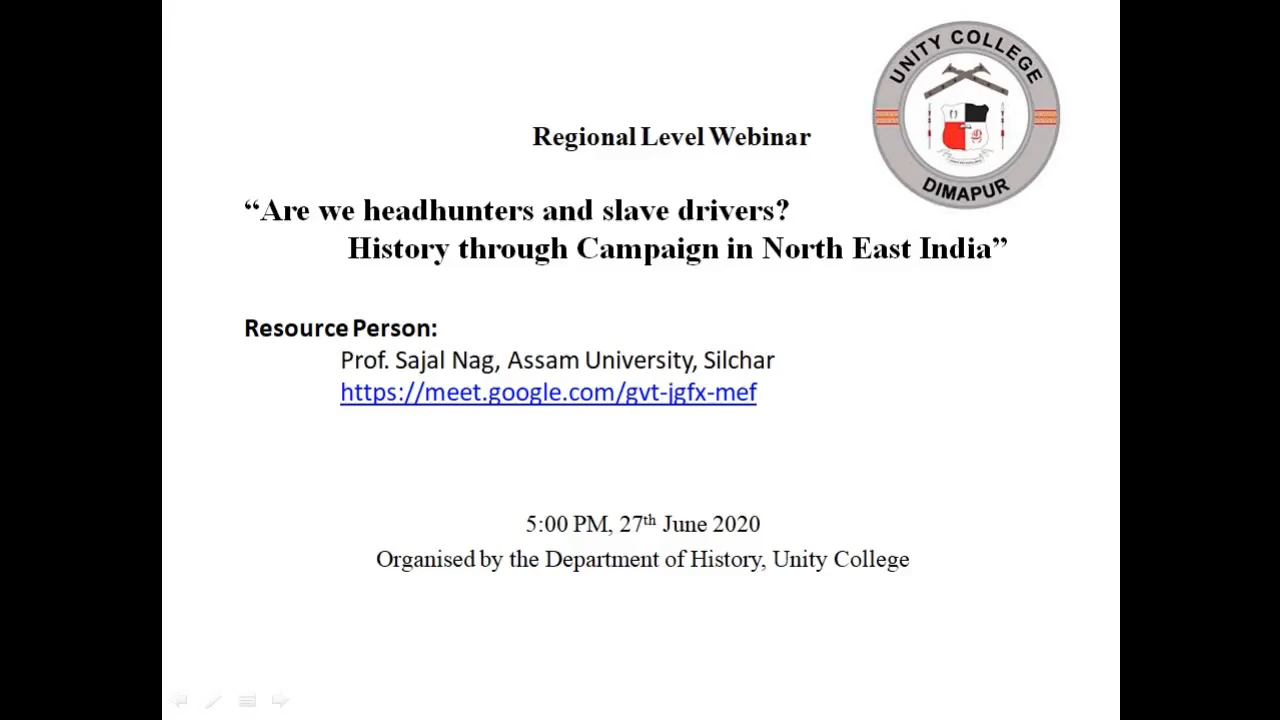 UNITY COLLEGE
DIMAPUR
Regional Level Webinar
“Are we headhunters and slave drivers?
History through Campaign in North East India”
Resource Person:
Prof. Sajal Nag, Assam University, Silchar
https://meet.google.com/gvt-jgfx-mef
5:00 PM, 27th June 2020
Organised by the Department of History, Unity College